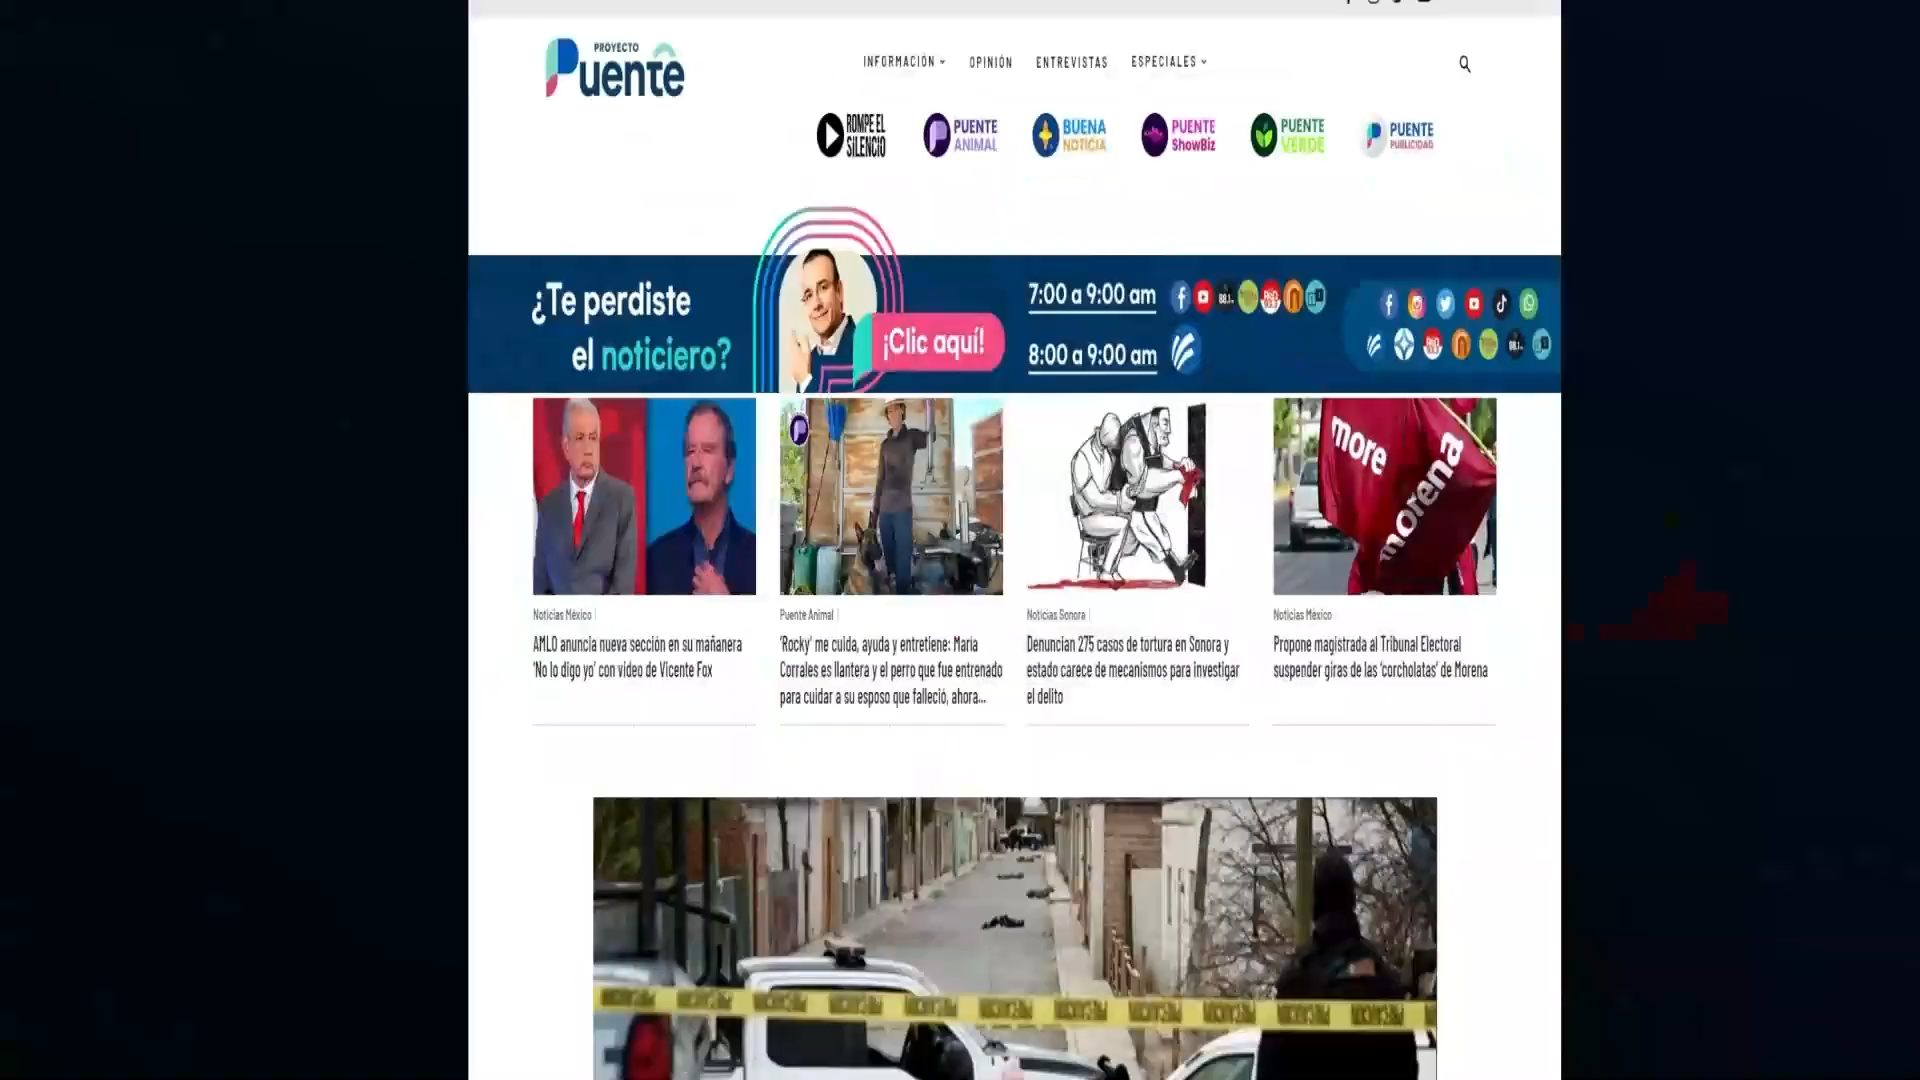 PROYECTO
Puente
INFORMACIÓN
OPINIÓN
ENTREVISTAS
ESPECIALES
ROMPE EL
SILENCIO
PUENTE
ANIMAL
BUENA
NOTICIA
PUENTE
ShowBiz
PUENTE
VERDE
PUENTE
PUBLICIDAD
¿Te perdiste
el noticiero?
¡Clic aquí!
7:00 a 9:00 am
8:00 a 9:00 am
more
morena
Noticias México
AMLO anuncia nueva sección en su mañanera
'No lo digo yo' con video de Vicente Fox
Puente Animal
'Rocky' me cuida, ayuda y entretiene: María
Corrales es llantera y el perro que fue entrenado
para cuidar a su esposo que falleció, ahora...
Noticias Sonora
Denuncian 275 casos de tortura en Sonora y
estado carece de mecanismos para investigar
el delito
Noticias México
Propone magistrada al Tribunal Electoral
suspender giras de las 'corcholatas' de Morena